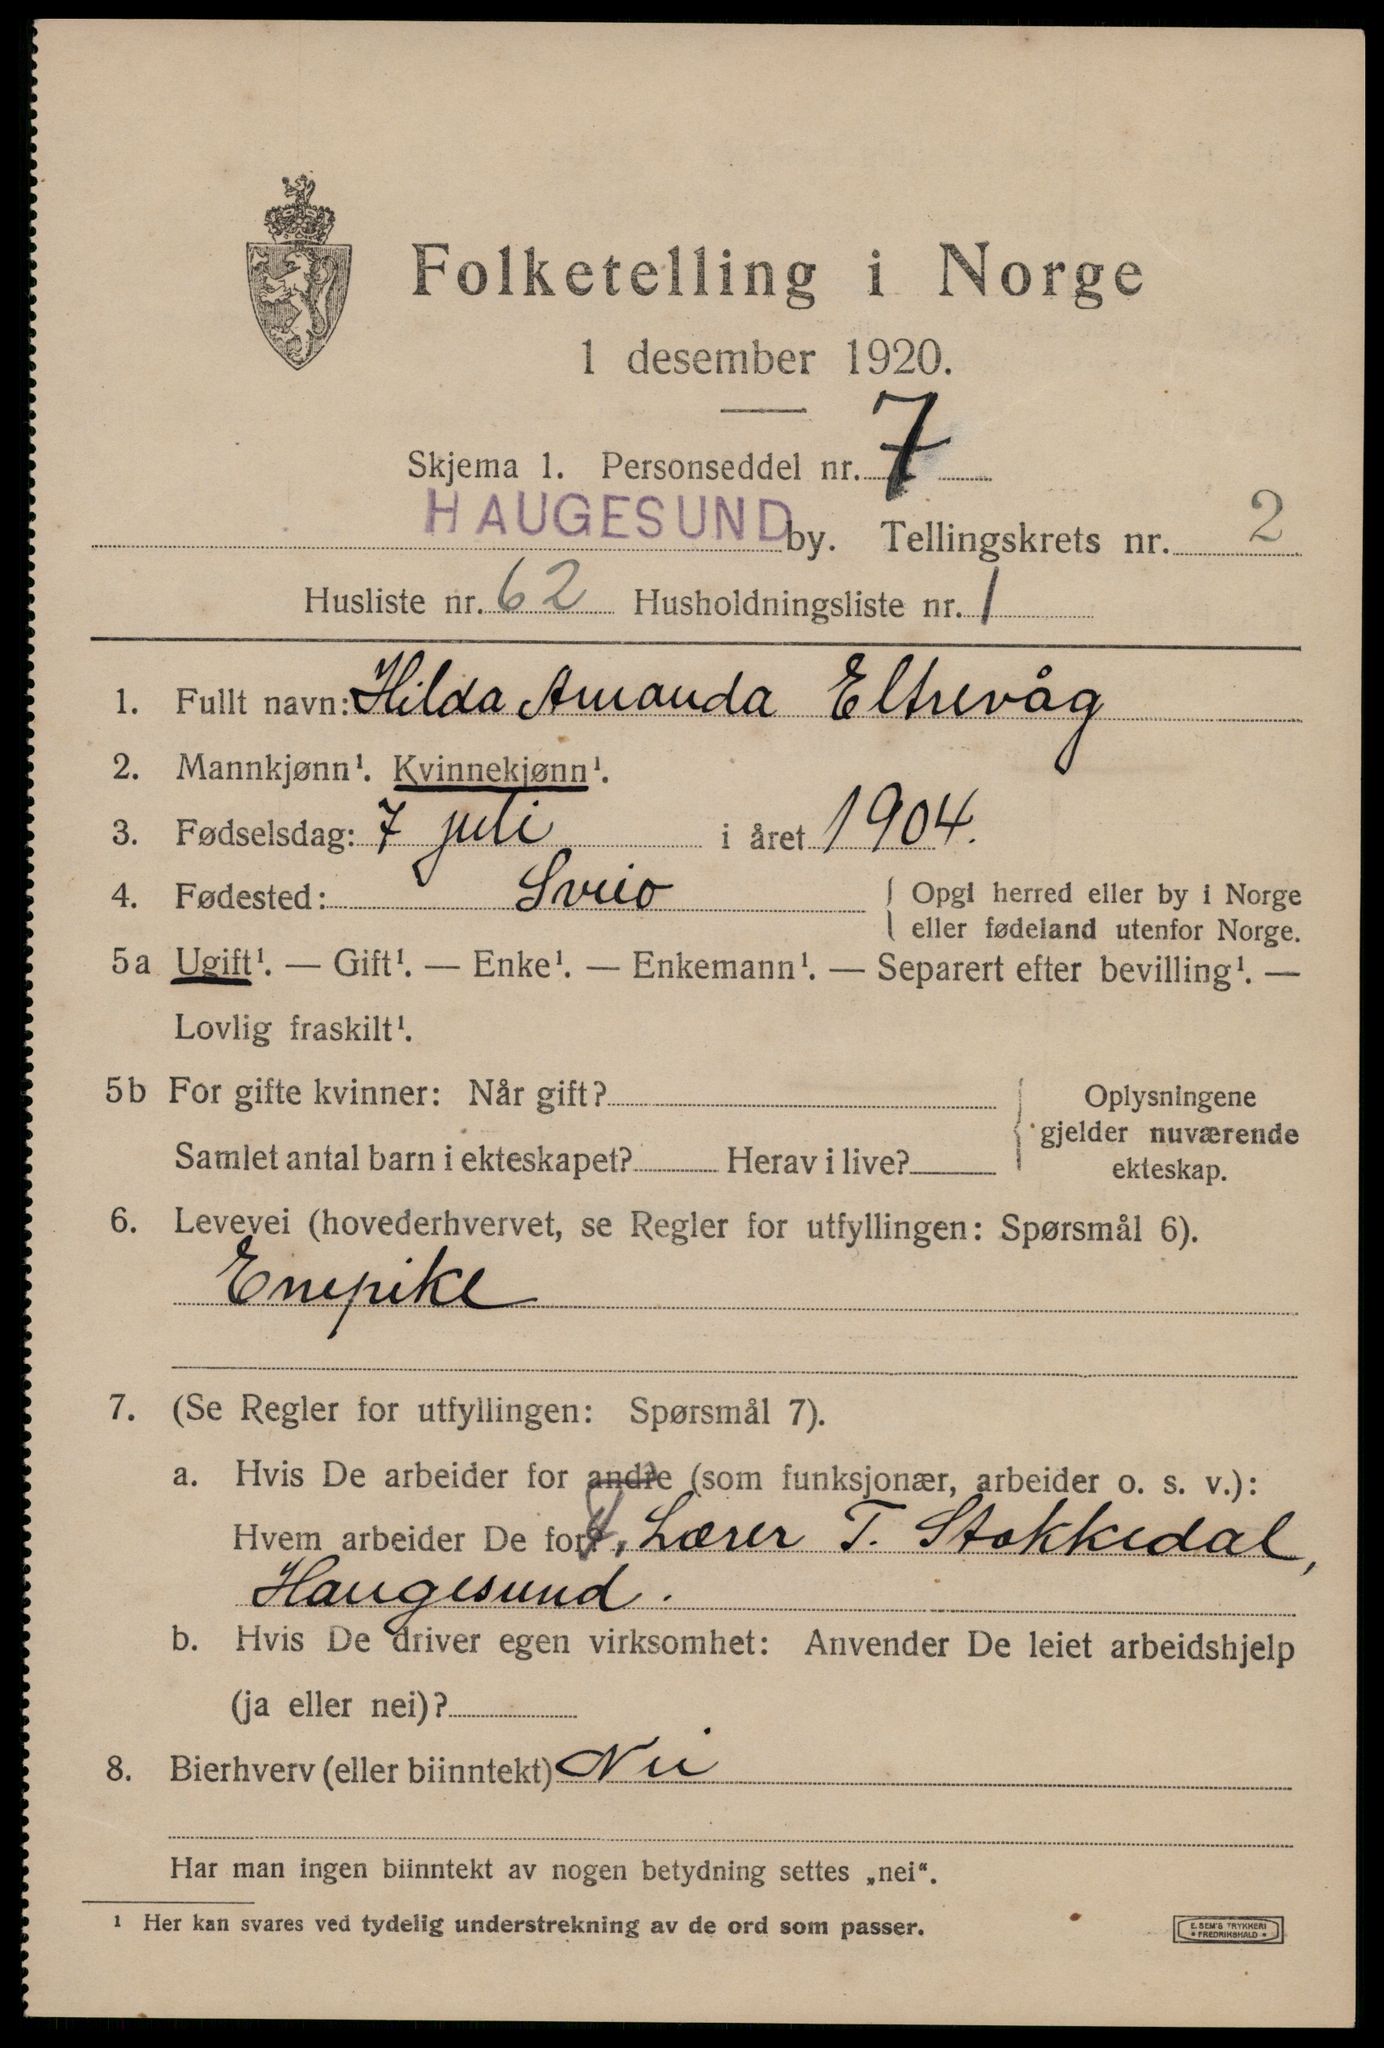 Folketelling i Norge
1 desember 1920.
Skjema 1. Personseddel nr. 7
HAUGESUND by. Tellingskrets nr. 2
Husliste nr. 62 Husholdningsliste nr. 1
1. Fullt navn: Hilda Amanda Eltrevåg
2. Mannkjønn¹. Kvinnekjønn¹.
3. Fødselsdag: 7 juli i året 1904.
4. Fødested: Sveio { Opgi herred eller by i Norge
eller fødeland utenfor Norge.
5a Ugift¹. — Gift¹. — Enke¹. — Enkemann¹. — Separert efter bevilling¹. —
Lovlig fraskilt¹.
5b For gifte kvinner: Når gift?
Samlet antal barn i ekteskapet? Herav i live?
{ Oplysningene
gjelder nuværende
ekteskap.
6. Levevei (hovederhvervet, se Regler for utfyllingen: Spørsmål 6).
Enepike
7. (Se Regler for utfyllingen: Spørsmål 7).
a. Hvis De arbeider for andre (som funksjonær, arbeider o. s. v.):
Hvem arbeider De for? Lærer T. Stokkedal,
Haugesund.
b. Hvis De driver egen virksomhet: Anvender De leiet arbeidshjelp
(ja eller nei)?
8. Bierhverv (eller biinntekt) Nei
Har man ingen biinntekt av nogen betydning settes „nei“.
¹ Her kan svares ved tydelig understrekning av de ord som passer.
E. SEM'S TRYKKERI
• FREDRIKSHALD •